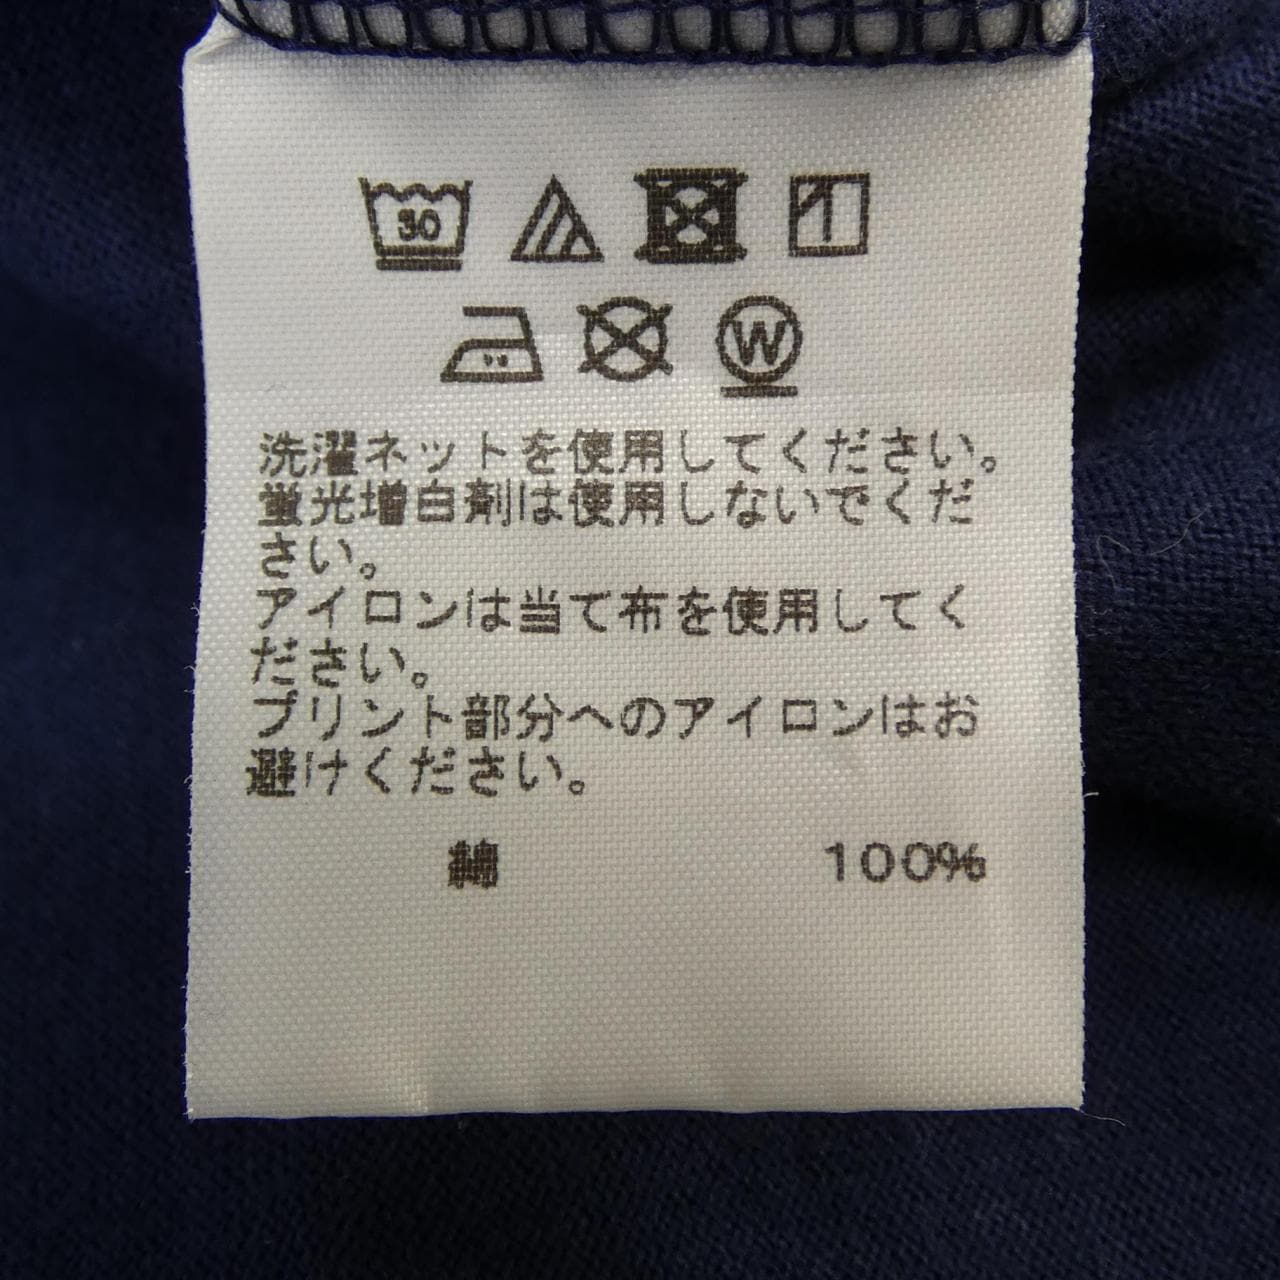 30
W
洗濯ネットを使用してください。
蛍光増白剤は使用しないでくだ
さい。
アイロンは当て布を使用してく
ださい。
プリント部分へのアイロンはお
避けください。
綿 100%